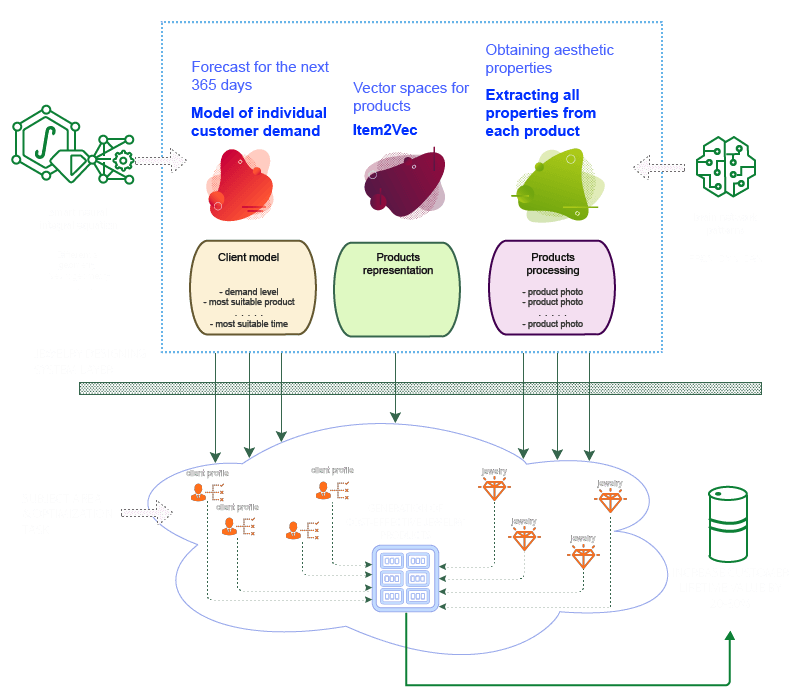 Forecast for the next
365 days
Model of individual
customer demand
Vector spaces for
products
Item2Vec
Obtaining aesthetic
properties
Extracting all
properties from
each product
Client model
- demand level
- most suitable product
. . . . .
- most suitable time
Products
representation
Products
processing
- product photo
- product photo
. . . . .
- product photo
client profile
client profile
client profile
jewelry
jewelry
jewelry
jewelry